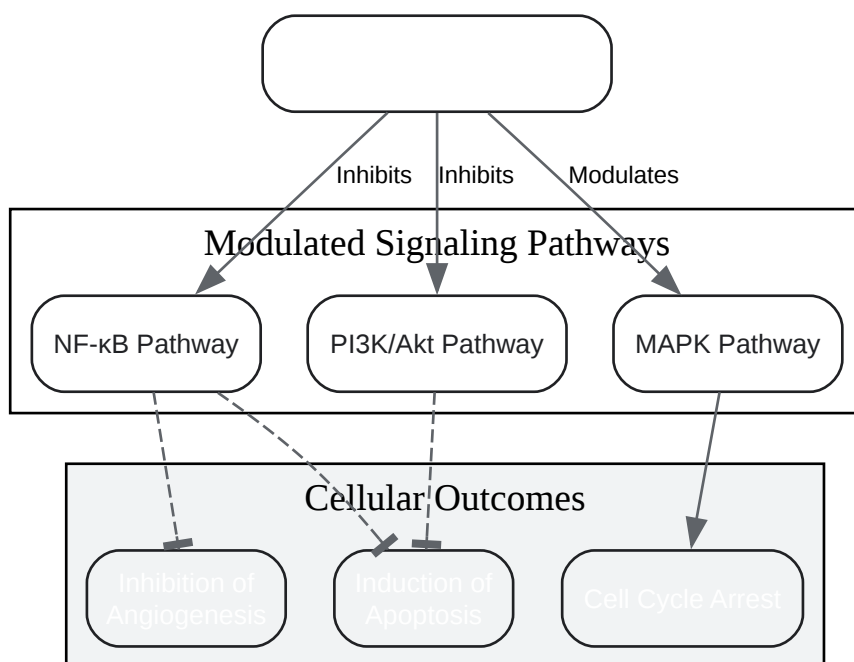 Inhibits
Inhibits
Modulates
Modulated Signaling Pathways
NF-κB Pathway
PI3K/Akt Pathway
MAPK Pathway
Cellular Outcomes
Inhibition of
Angiogenesis
Induction of
Apoptosis
Cell Cycle Arrest